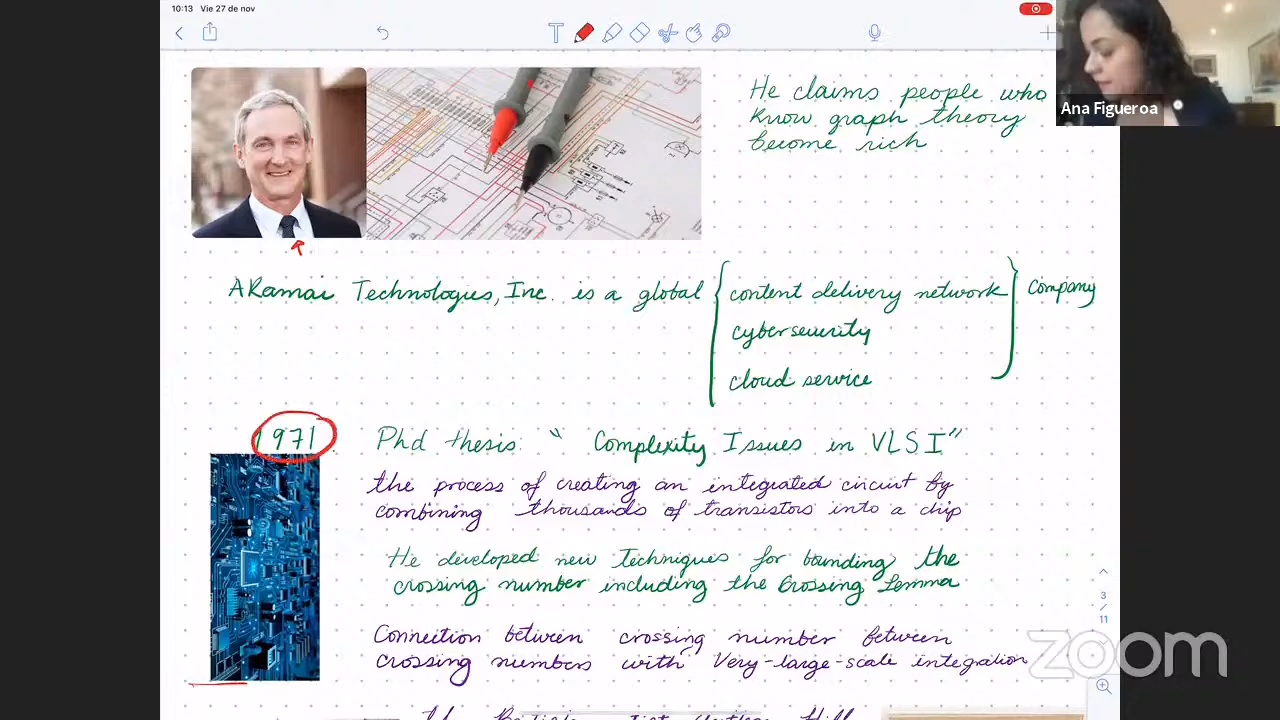 10:13 Vie 27 de nov
He claims people who
know graph theory
become rich
Ana Figueroa
AKamai Technologies, Inc. is a global { content delivery network } company
cybersecurity
cloud service
1971 Phd thesis: " Complexity Issues in VLSI"
the process of creating an integrated circuit by
combining thousands of transistors into a chip
He developed new Techniques for bounding the
crossing number including the Crossing Lemma
Connection between crossing number between
crossing numbers with Very-large-scale integration
3
/
11
zoom